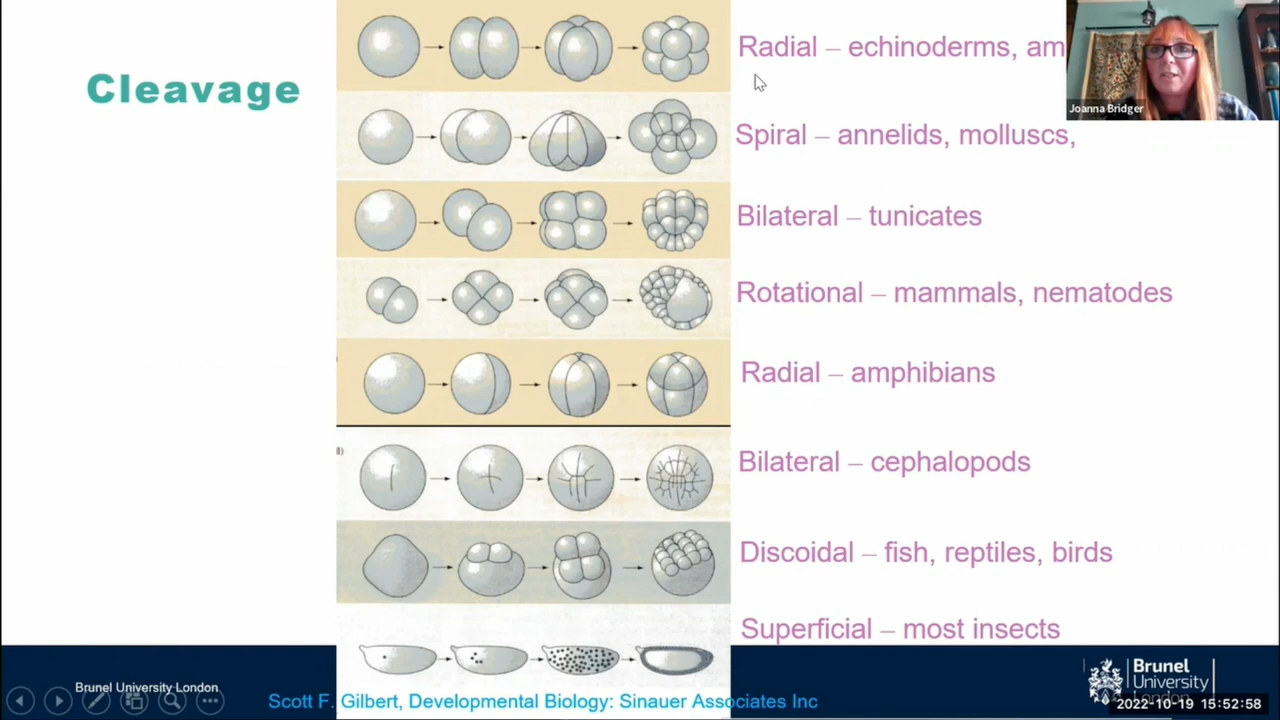 Cleavage
Radial – echinoderms, am
Joanna Bridger
Spiral – annelids, molluscs,
Bilateral – tunicates
Rotational – mammals, nematodes
Radial – amphibians
Bilateral – cephalopods
Discoidal – fish, reptiles, birds
Superficial – most insects
Brunel University London
Scott F. Gilbert, Developmental Biology: Sinauer Associates Inc
Brunel
University
London
2022-10-19 15:52:58